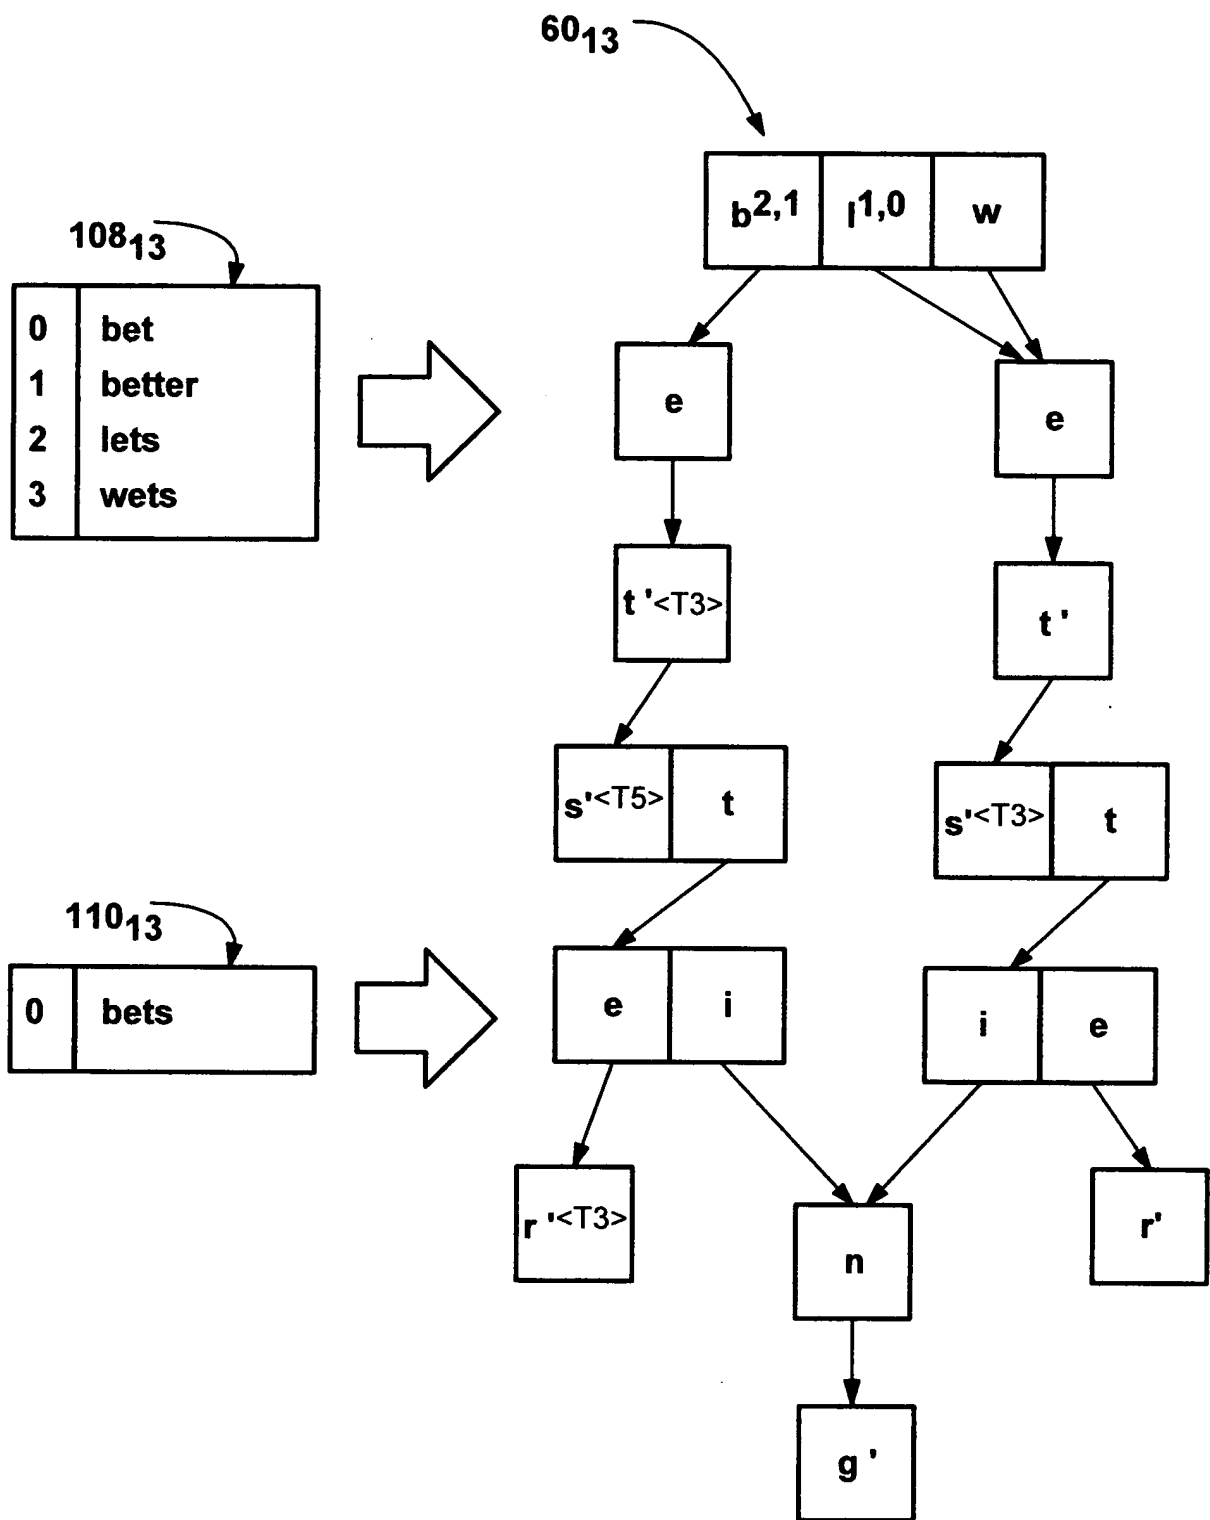 60₁₃
b²,¹ l¹,⁰ w
108₁₃
0 bet
1 better
2 lets
3 wets
e e
t '<T3> t '
s'<T5> t s'<T3> t
110₁₃
0 bets
e i i e
r '<T3> n r'
g '